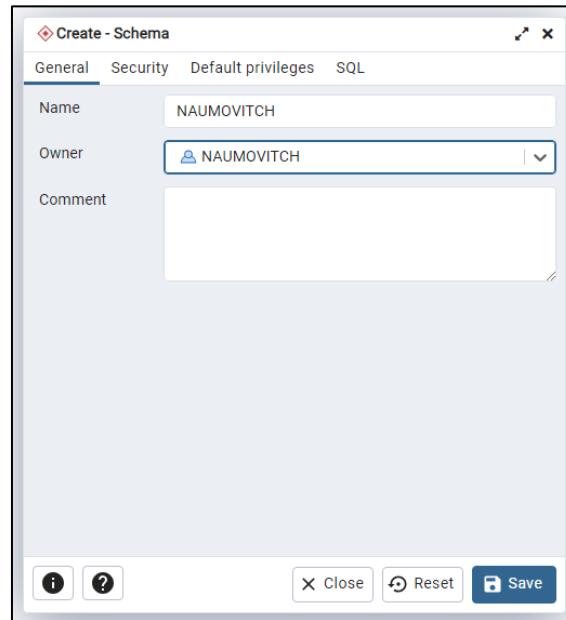 Create - Schema
General Security Default privileges SQL
Name NAUMOVITCH
Owner NAUMOVITCH
Comment
Close Reset Save